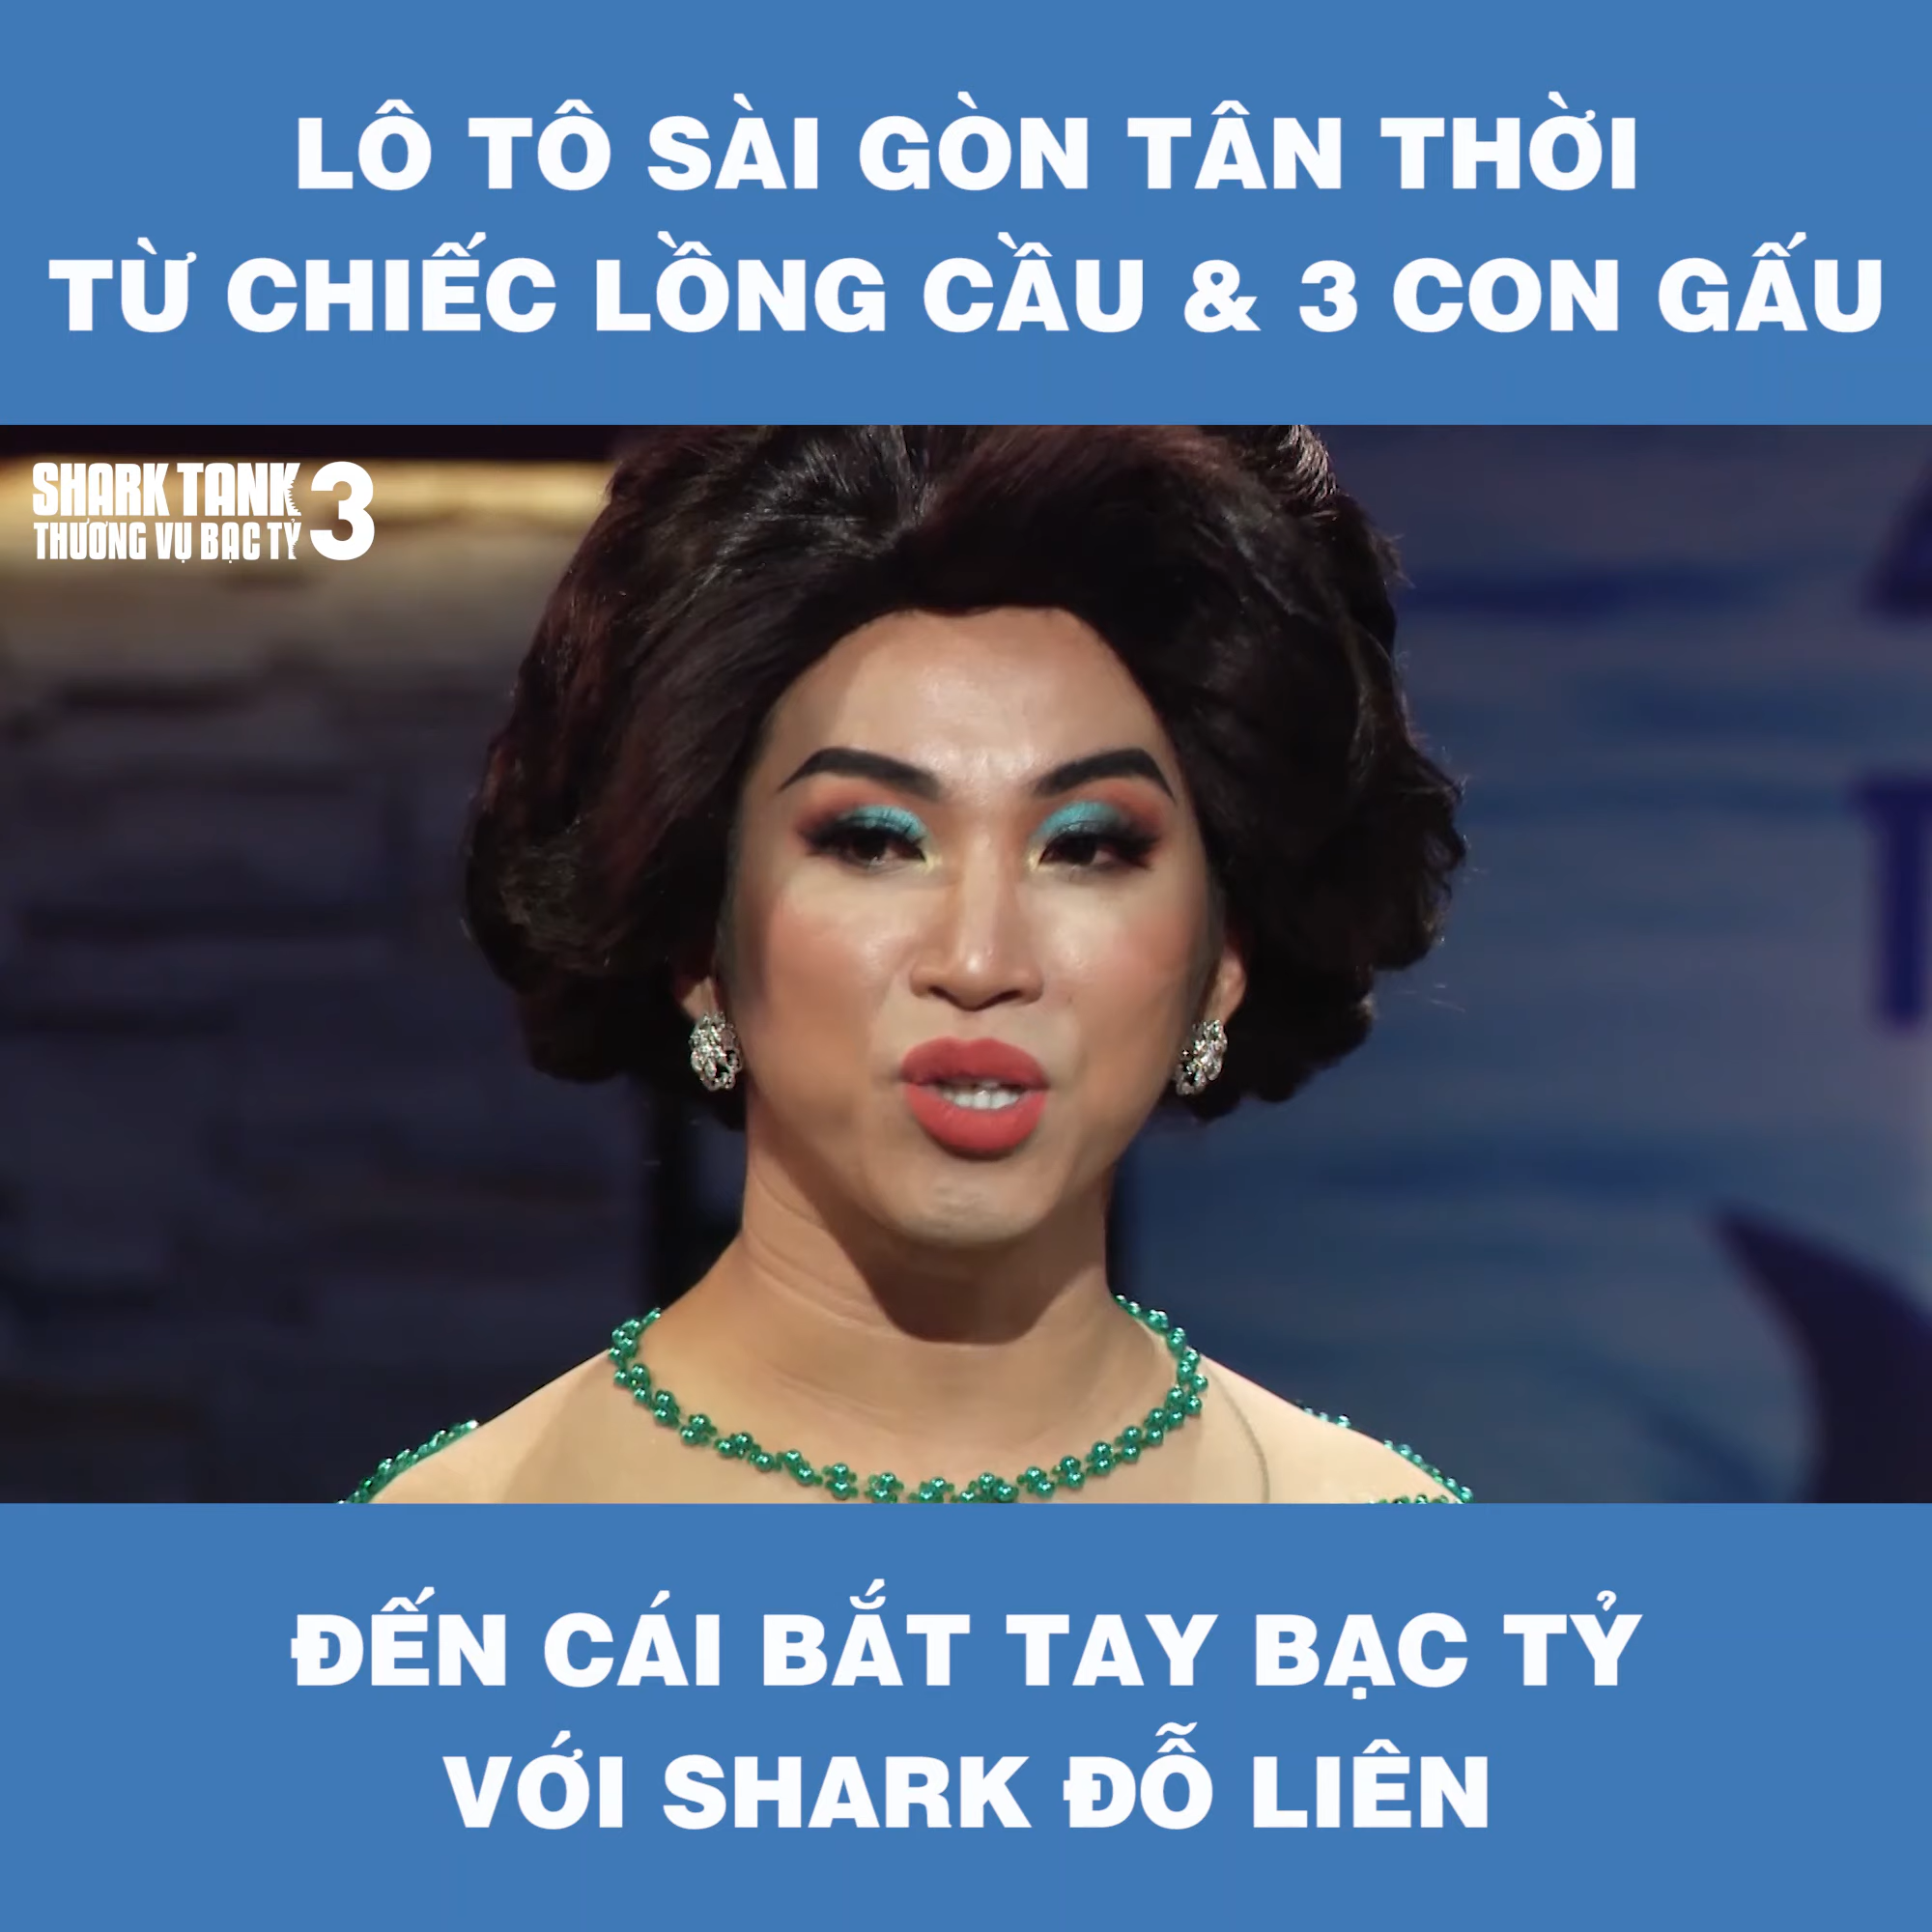 LÔ TÔ SÀI GÒN TÂN THỜI
TỪ CHIẾC LỒNG CẦU & 3 CON GẤU
SHARK TANK 3
THƯƠNG VỤ BẠC TỶ
ĐẾN CÁI BẮT TAY BẠC TỶ
VỚI SHARK ĐỖ LIÊN